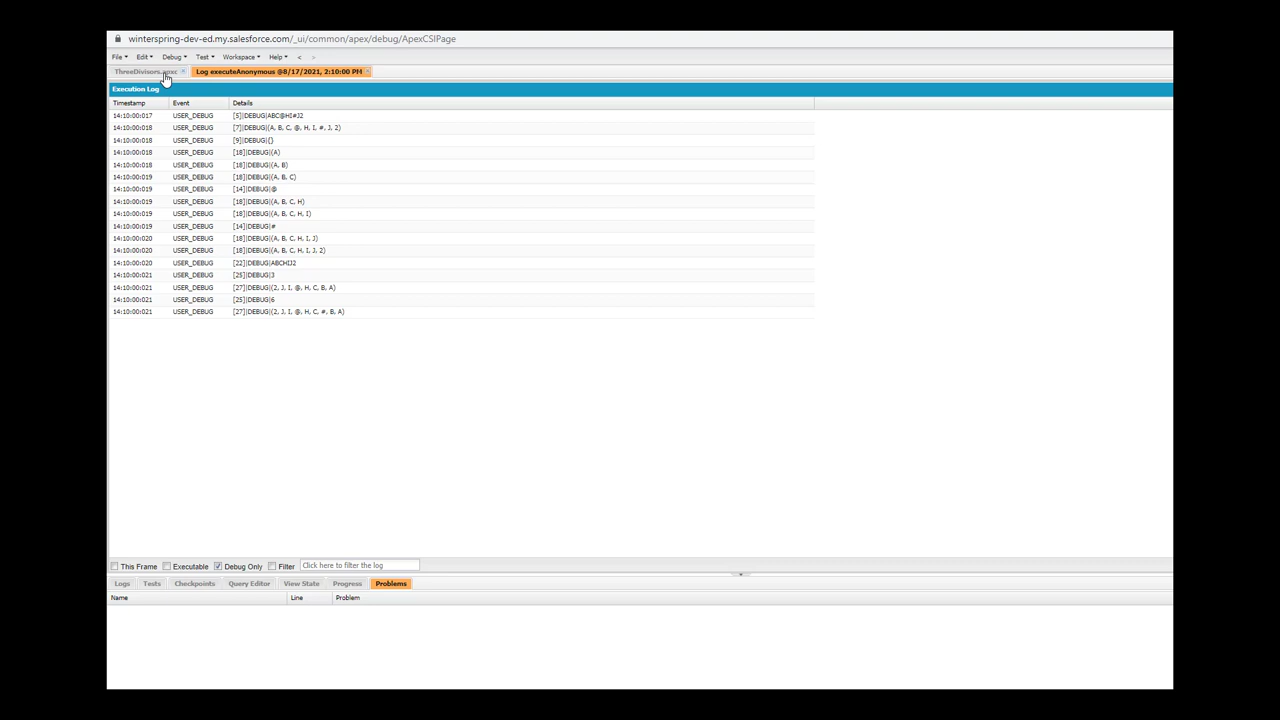 winterspring-dev-ed.my.salesforce.com/_ui/common/apex/debug/ApexCSIPage
File Edit Debug Test Workspace Help < >
ThreeDivisors.apxc Log executeAnonymous @8/17/2021, 2:10:00 PM
Execution Log
Timestamp Event Details
14:10:00:017 USER_DEBUG [5]|DEBUG|ABC@HI#J2
14:10:00:018 USER_DEBUG [7]|DEBUG|(A, B, C, @, H, I, #, J, 2)
14:10:00:018 USER_DEBUG [9]|DEBUG|{}
14:10:00:018 USER_DEBUG [18]|DEBUG|(A)
14:10:00:018 USER_DEBUG [18]|DEBUG|(A, B)
14:10:00:019 USER_DEBUG [18]|DEBUG|(A, B, C)
14:10:00:019 USER_DEBUG [14]|DEBUG|@
14:10:00:019 USER_DEBUG [18]|DEBUG|(A, B, C, H)
14:10:00:019 USER_DEBUG [18]|DEBUG|(A, B, C, H, I)
14:10:00:019 USER_DEBUG [14]|DEBUG|#
14:10:00:020 USER_DEBUG [18]|DEBUG|(A, B, C, H, I, J)
14:10:00:020 USER_DEBUG [18]|DEBUG|(A, B, C, H, I, J, 2)
14:10:00:020 USER_DEBUG [22]|DEBUG|ABCHIJ2
14:10:00:021 USER_DEBUG [25]|DEBUG|3
14:10:00:021 USER_DEBUG [27]|DEBUG|(2, J, I, @, H, C, B, A)
14:10:00:021 USER_DEBUG [25]|DEBUG|6
14:10:00:021 USER_DEBUG [27]|DEBUG|(2, J, I, @, H, C, #, B, A)
This Frame Executable Debug Only Filter Click here to filter the log
Logs Tests Checkpoints Query Editor View State Progress Problems
Name Line Problem